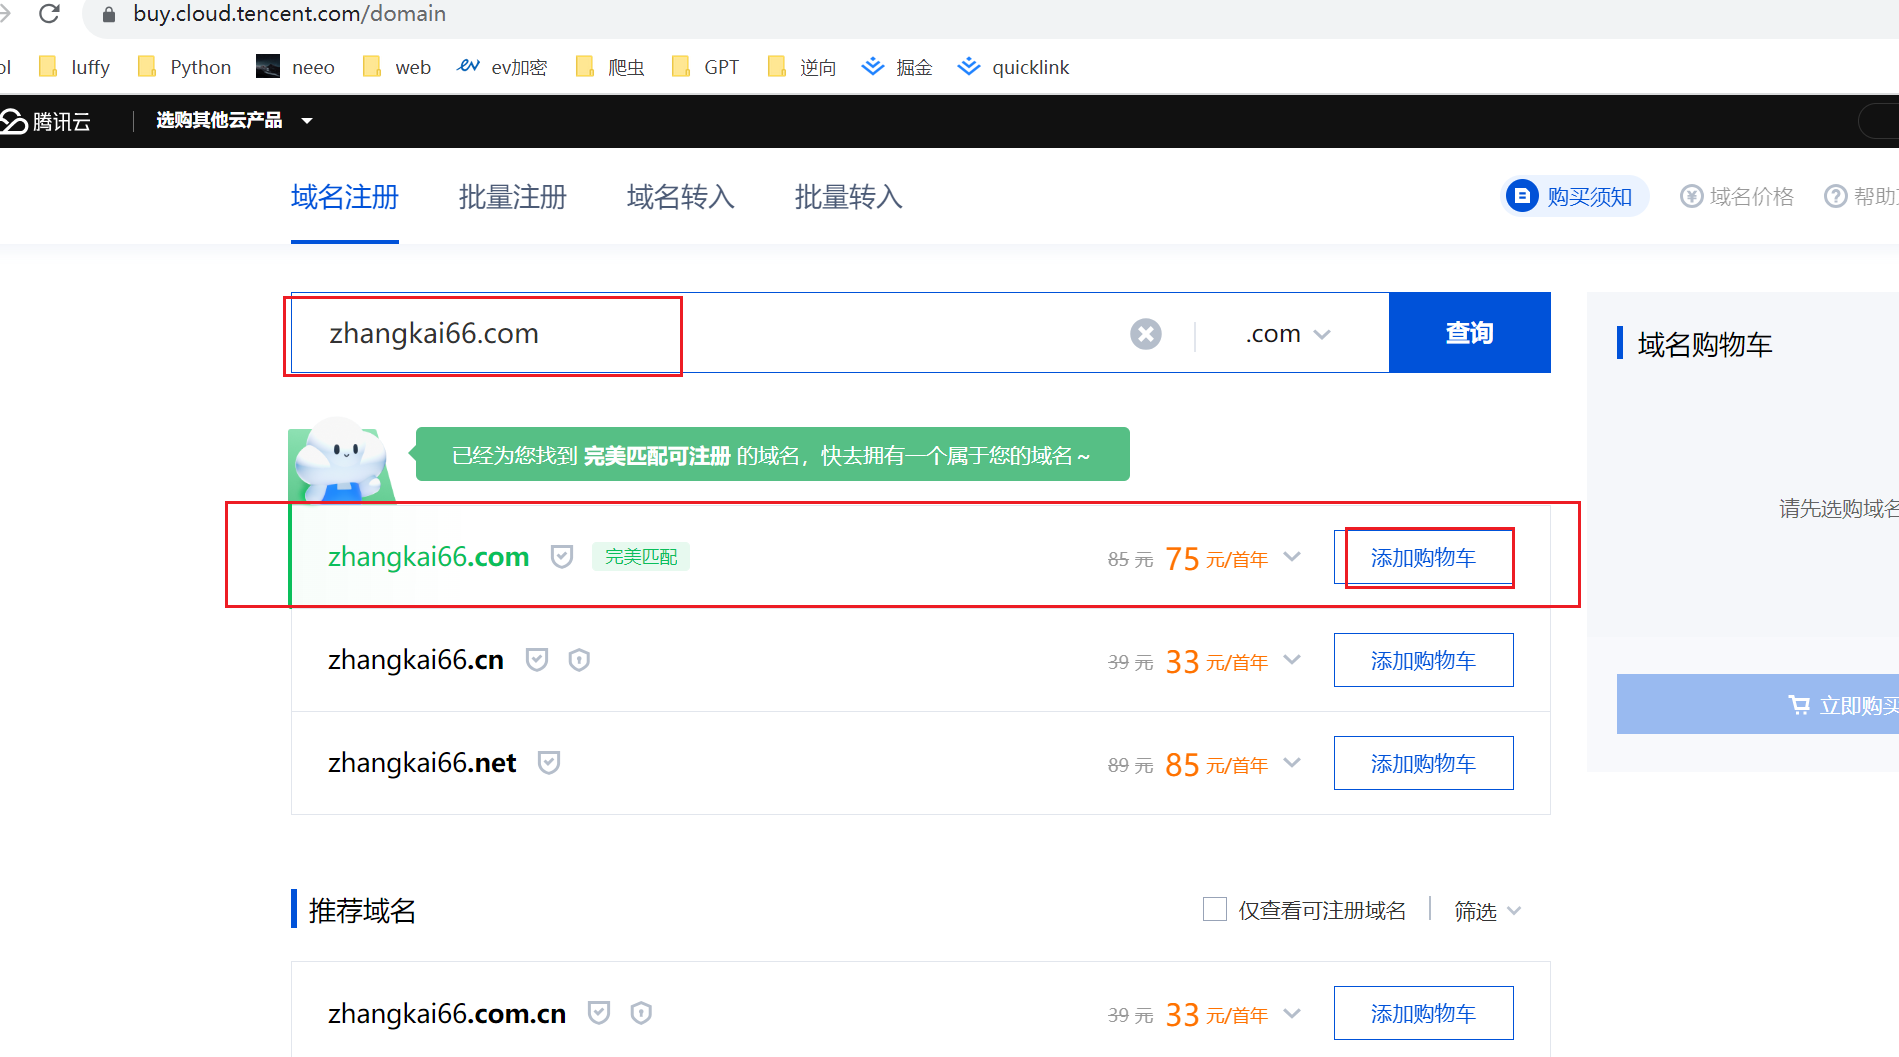 buy.cloud.tencent.com/domain
luffy Python neeo web ev加密 爬虫 GPT 逆向 掘金 quicklink
腾讯云 选购其他云产品
域名注册 批量注册 域名转入 批量转入 购买须知 域名价格 帮助
zhangkai66.com .com 查询
域名购物车
已经为您找到 完美匹配可注册 的域名，快去拥有一个属于您的域名～
请先选购域名
zhangkai66.com 完美匹配 85 元 75 元/首年 添加购物车
zhangkai66.cn 39 元 33 元/首年 添加购物车
立即购买
zhangkai66.net 89 元 85 元/首年 添加购物车
推荐域名 仅查看可注册域名 筛选
zhangkai66.com.cn 39 元 33 元/首年 添加购物车